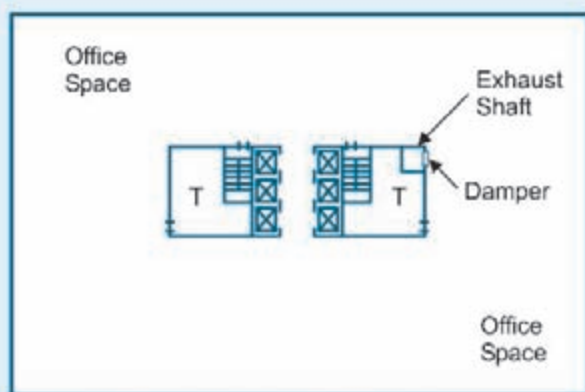 Office
Space
Exhaust
Shaft
T
T
Damper
Office
Space